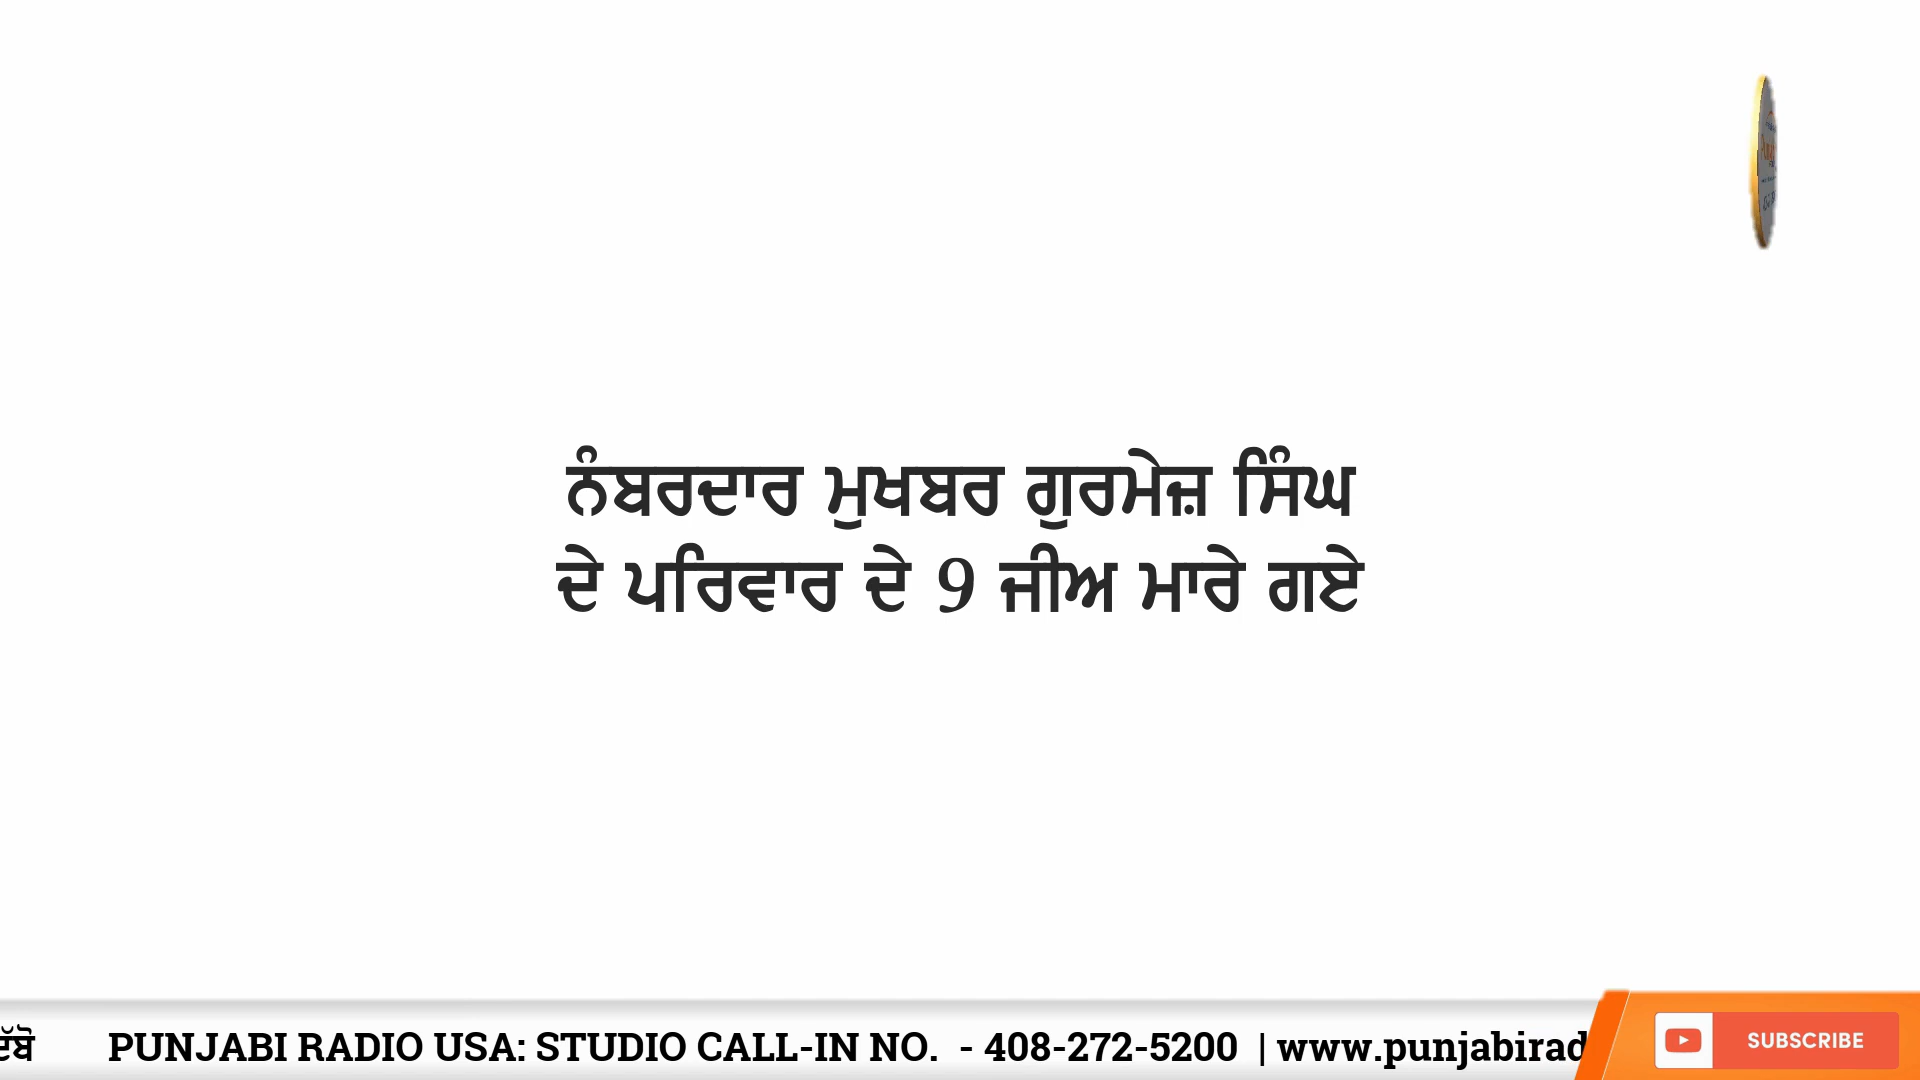 ਨੰਬਰਦਾਰ ਮੁਖਬਰ ਗੁਰਮੇਜ਼ ਸਿੰਘ
ਦੇ ਪਰਿਵਾਰ ਦੇ 9 ਜੀਅ ਮਾਰੇ ਗਏ
PUNJABI RADIO USA: STUDIO CALL-IN NO. - 408-272-5200 | www.punjabirad
SUBSCRIBE